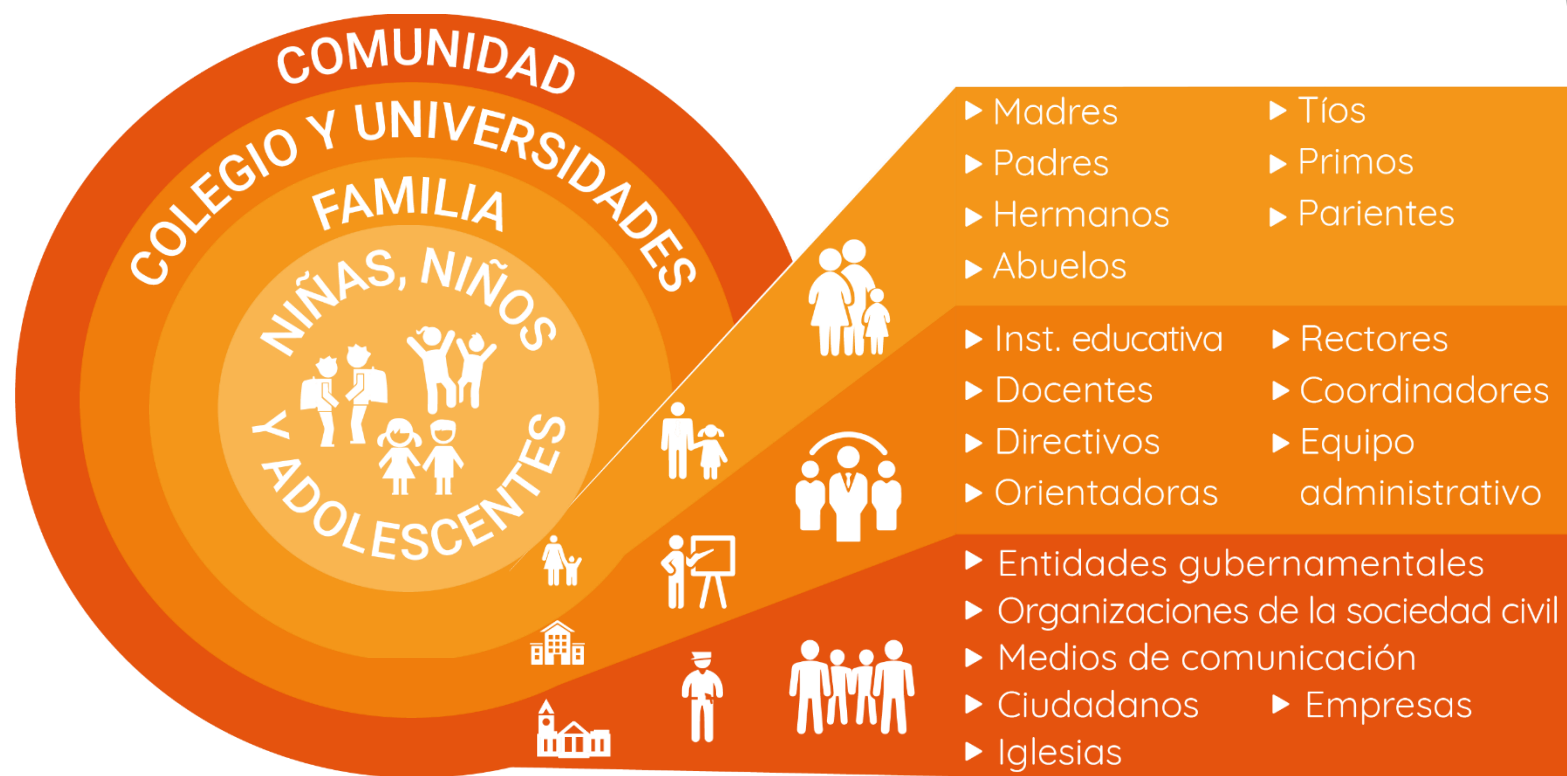 COMUNIDAD
COLEGIO Y UNIVERSIDADES
FAMILIA
NIÑAS, NIÑOS
Y ADOLESCENTES
Madres
Padres
Hermanos
Abuelos
Tíos
Primos
Parientes
Inst. educativa
Docentes
Directivos
Orientadoras
Rectores
Coordinadores
Equipo
administrativo
Entidades gubernamentales
Organizaciones de la sociedad civil
Medios de comunicación
Ciudadanos
Empresas
Iglesias